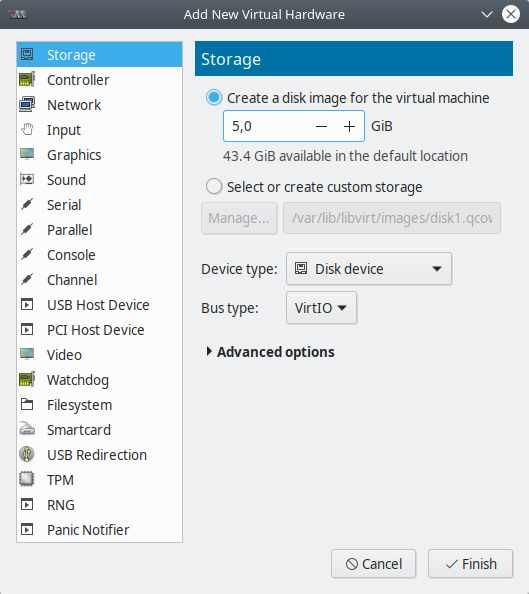 Add New Virtual Hardware
Storage
Controller
Network
Input
Graphics
Sound
Serial
Parallel
Console
Channel
USB Host Device
PCI Host Device
Video
Watchdog
Filesystem
Smartcard
USB Redirection
TPM
RNG
Panic Notifier
Storage
Create a disk image for the virtual machine
5,0 GiB
43.4 GiB available in the default location
Select or create custom storage
Manage... /var/lib/libvirt/images/disk1.qcow
Device type: Disk device
Bus type: VirtIO
Advanced options
Cancel Finish